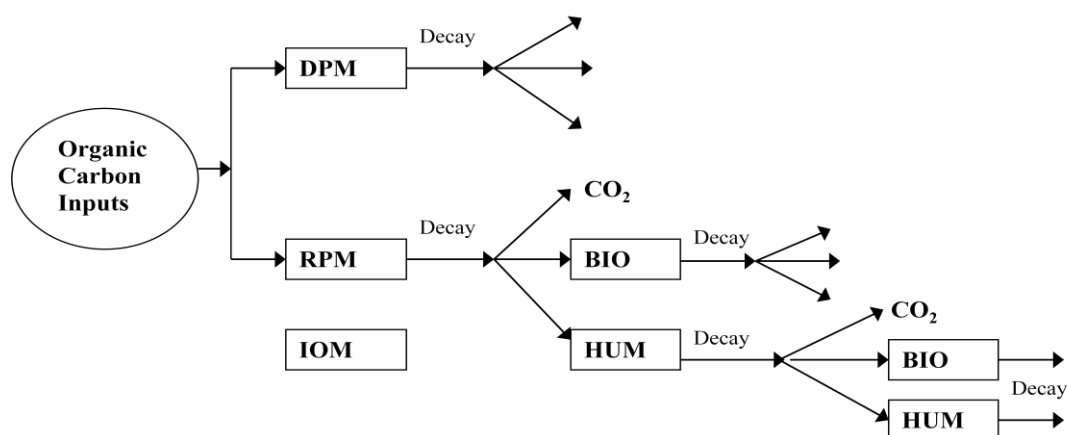 Decay
DPM
Organic
Carbon
Inputs
CO₂
Decay
RPM
BIO
Decay
IOM
HUM
Decay
CO₂
BIO
Decay
HUM